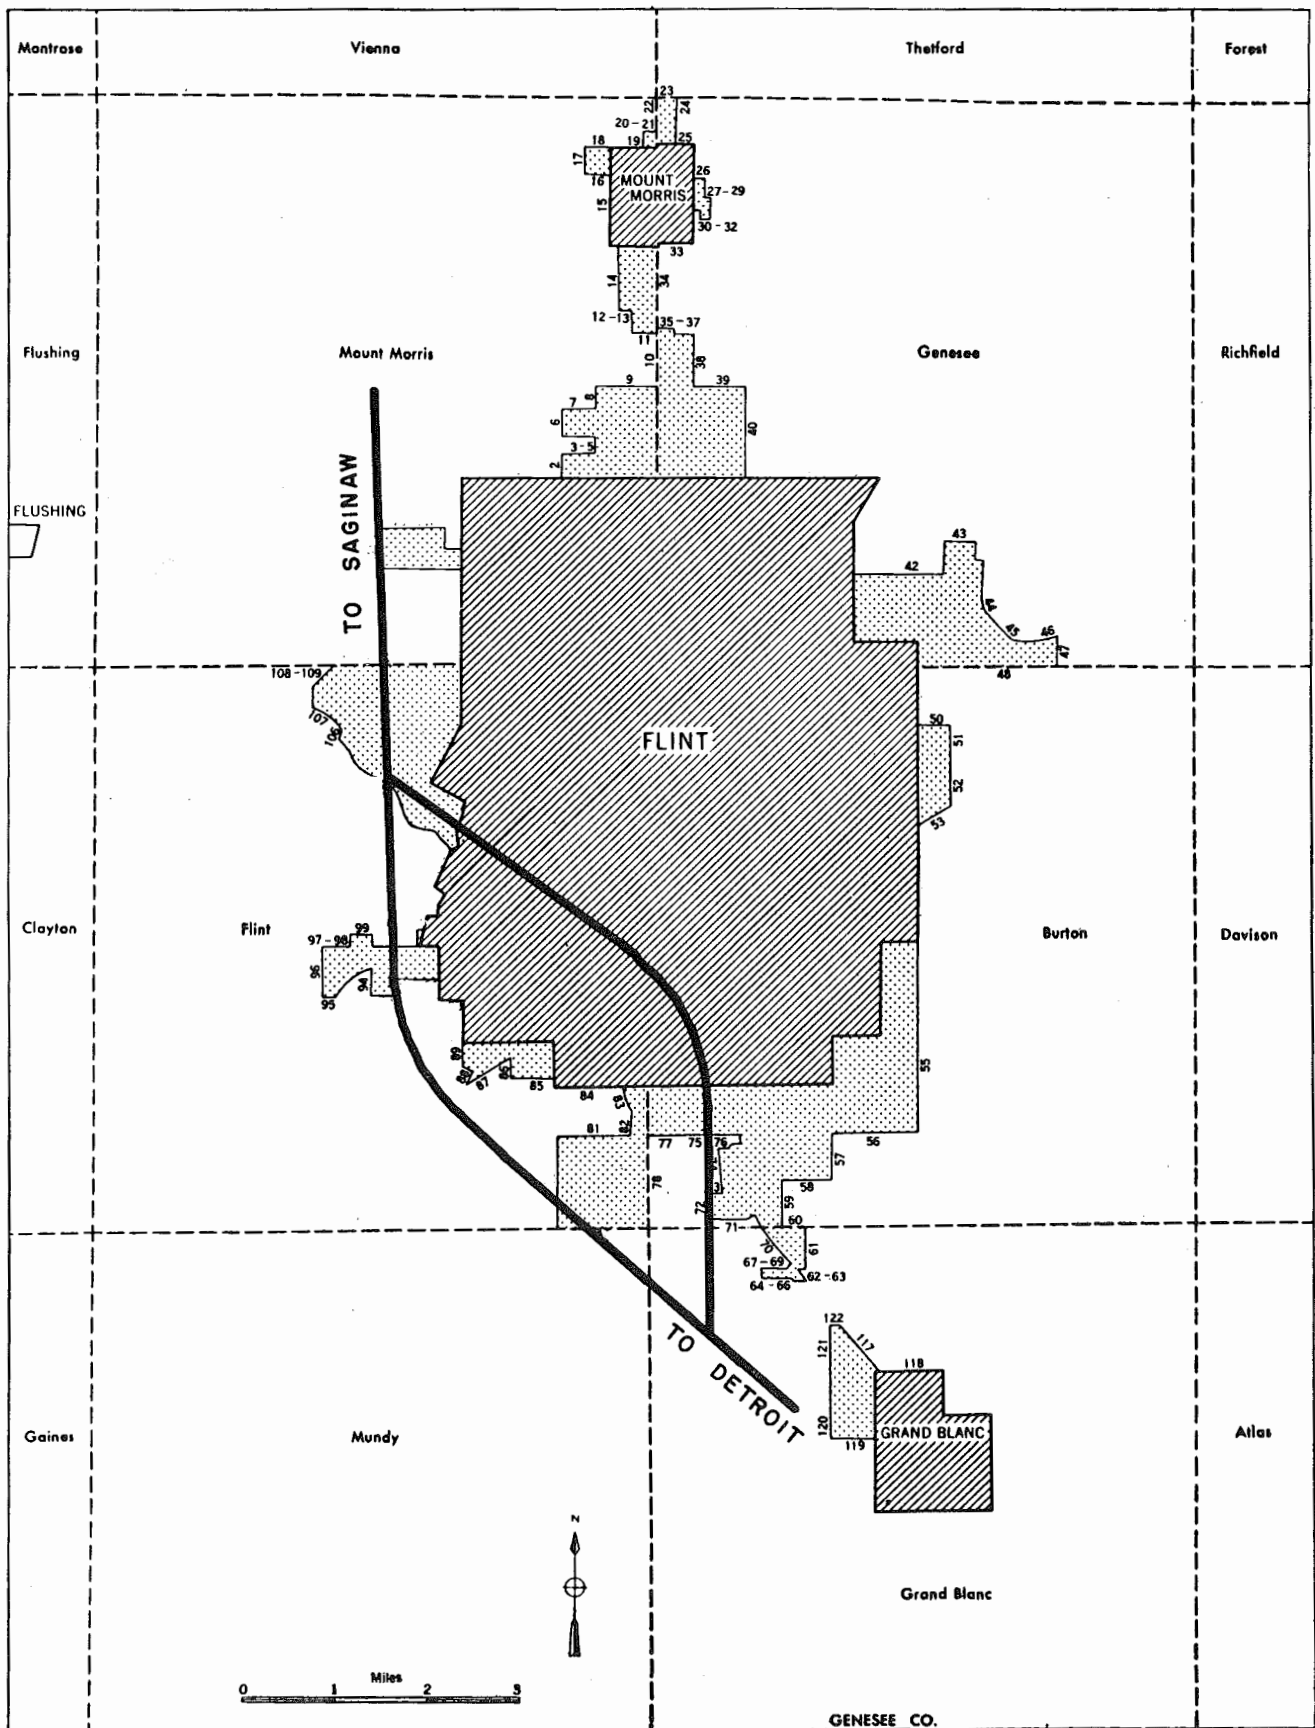 Montrose Vienna Thetford Forest
23
22 24
20-21
18 19 25
17
16 26
MOUNT
MORRIS
27-29
15
30-32
33
14 34
12-13 35-37
11
Flushing Mount Morris 10 38 Genesee Richfield
9 39
8
7
6 40
3-5
2
TO SAGINAW
FLUSHING
43
42
44
45 46
47
108-109 48
107
106
50
51
FLINT
52
53
Clayton Flint 99 Burton Davison
97-98
96 94
95
89 55
88 87 86 85
84 83
82
81 77 75 76 56
57
78 58
72 59
71 60
70 61
67-69
62-63
64-66
122
TO DETROIT
121 117
118
120
GRAND BLANC
119
Gaines Mundy Atlas
N
Grand Blanc
Miles
0 1 2 3
GENESEE CO.